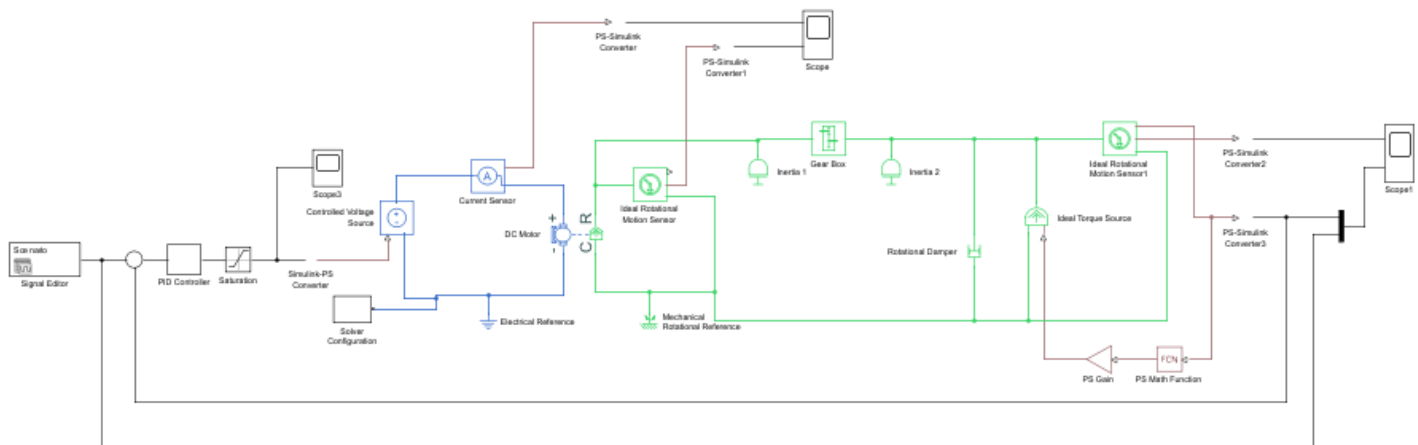 PS-Simulink
Converter
PS-Simulink
Converter1
Scope
Scope3
Controlled Voltage
Source
Current Sensor
A
DC Motor
+
-
R
C
Ideal Rotational
Motion Sensor
Inertia 1
Gear Box
Inertia 2
Ideal Rotational
Motion Sensor1
PS-Simulink
Converter2
Scope1
Ideal Torque Source
PS-Simulink
Converter3
Rotational Damper
Scenario
Signal Editor
PID Controller
Saturation
Simulink-PS
Converter
Solver
Configuration
Electrical Reference
Mechanical
Rotational Reference
FCN
PS Gain
PS Math Function